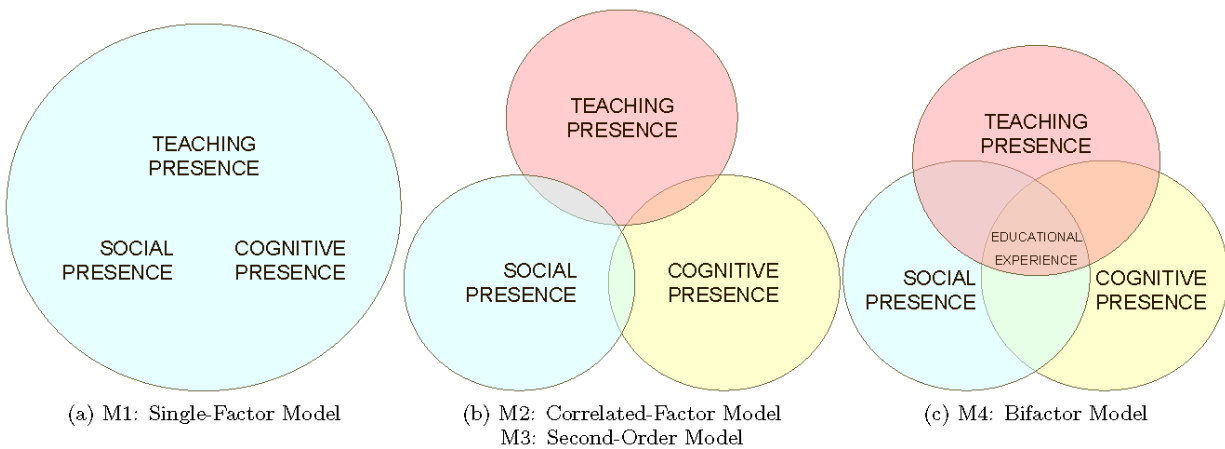 TEACHING
PRESENCE
SOCIAL
PRESENCE
COGNITIVE
PRESENCE
(a) M1: Single-Factor Model
TEACHING
PRESENCE
SOCIAL
PRESENCE
COGNITIVE
PRESENCE
(b) M2: Correlated-Factor Model
M3: Second-Order Model
TEACHING
PRESENCE
EDUCATIONAL
EXPERIENCE
SOCIAL
PRESENCE
COGNITIVE
PRESENCE
(c) M4: Bifactor Model